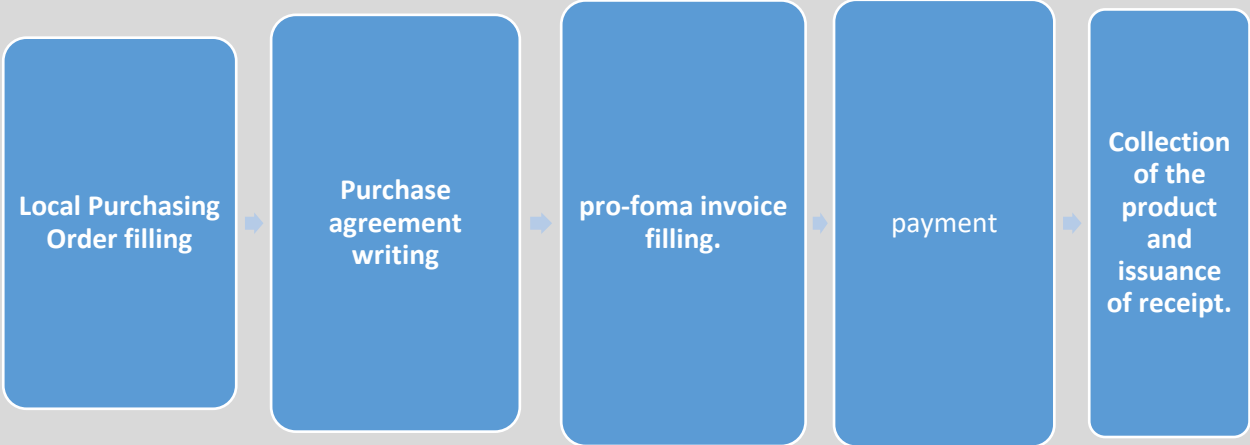 Local Purchasing
Order filling
Purchase
agreement
writing
pro-foma invoice
filling.
payment
Collection
of the
product
and
issuance
of receipt.